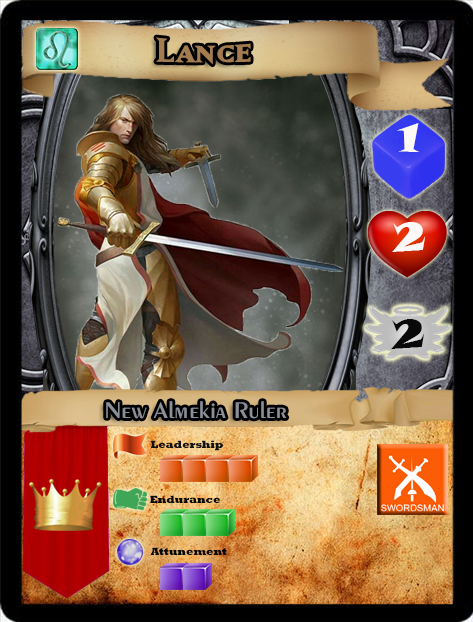 Lance
1
2
2
New Almekia Ruler
Leadership
Endurance
SWORDSMAN
Attunement